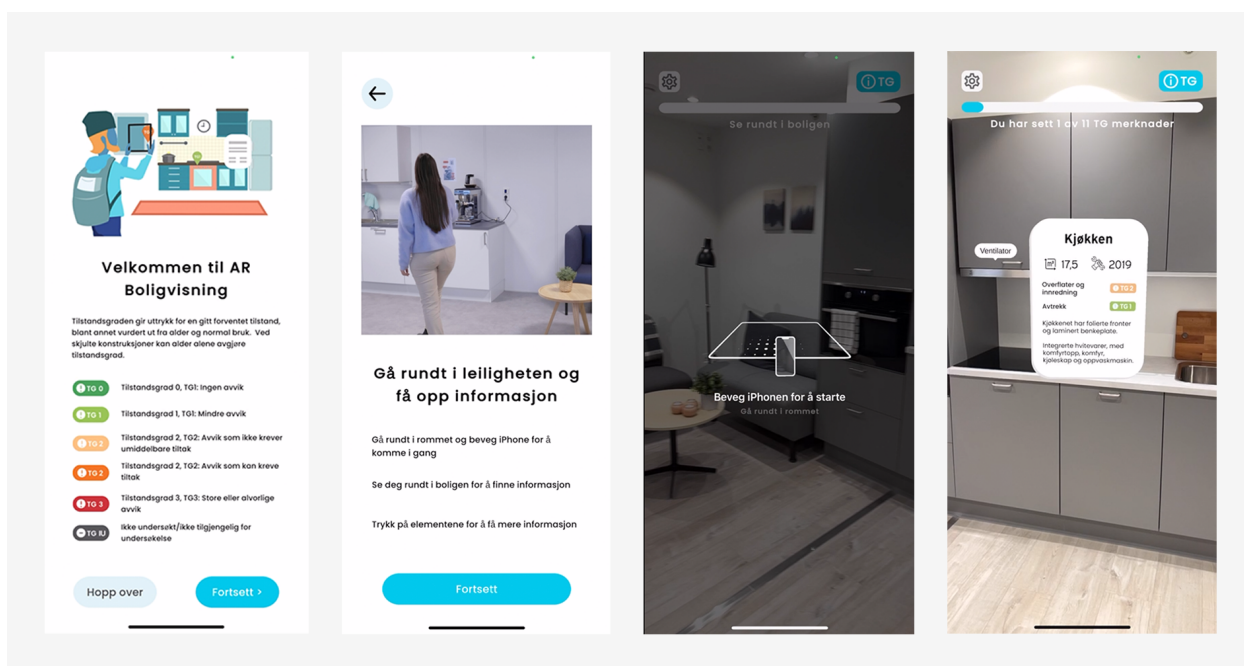 Velkommen til AR
Boligvisning
Tilstandsgraden gir uttrykk for en gitt forventet tilstand,
blant annet vurdert ut fra alder og normal bruk. Ved
skjulte konstruksjoner kan alder alene avgjøre
tilstandsgrad.
TG 0 Tilstandsgrad 0, TG1: Ingen avvik
TG 1 Tilstandsgrad 1, TG1: Mindre avvik
TG 2 Tilstandsgrad 2, TG2: Avvik som ikke krever
umiddelbare tiltak
TG 2 Tilstandsgrad 2, TG2: Avvik som kan kreve
tiltak
TG 3 Tilstandsgrad 3, TG3: Store eller alvorlige
avvik
TG IU Ikke undersøkt/ikke tilgjengelig for
undersøkelse
Hopp over
Fortsett >
Gå rundt i leiligheten og
få opp informasjon
Gå rundt i rommet og beveg iPhone for å
komme i gang
Se deg rundt i boligen for å finne informasjon
Trykk på elementene for å få mere informasjon
Fortsett
TG
Se rundt i boligen
Beveg iPhonen for å starte
Gå rundt i rommet
TG
Du har sett 1 av 11 TG merknader
Ventilator
Kjøkken
m² 17,5 2019
Overflater og
innredning TG 2
Avtrekk TG 1
Kjøkkenet har folierte fronter
og laminert benkeplate.
Integrerte hvitevarer, med
komfyrtopp, komfyr,
kjøleskap og oppvaskmaskin.